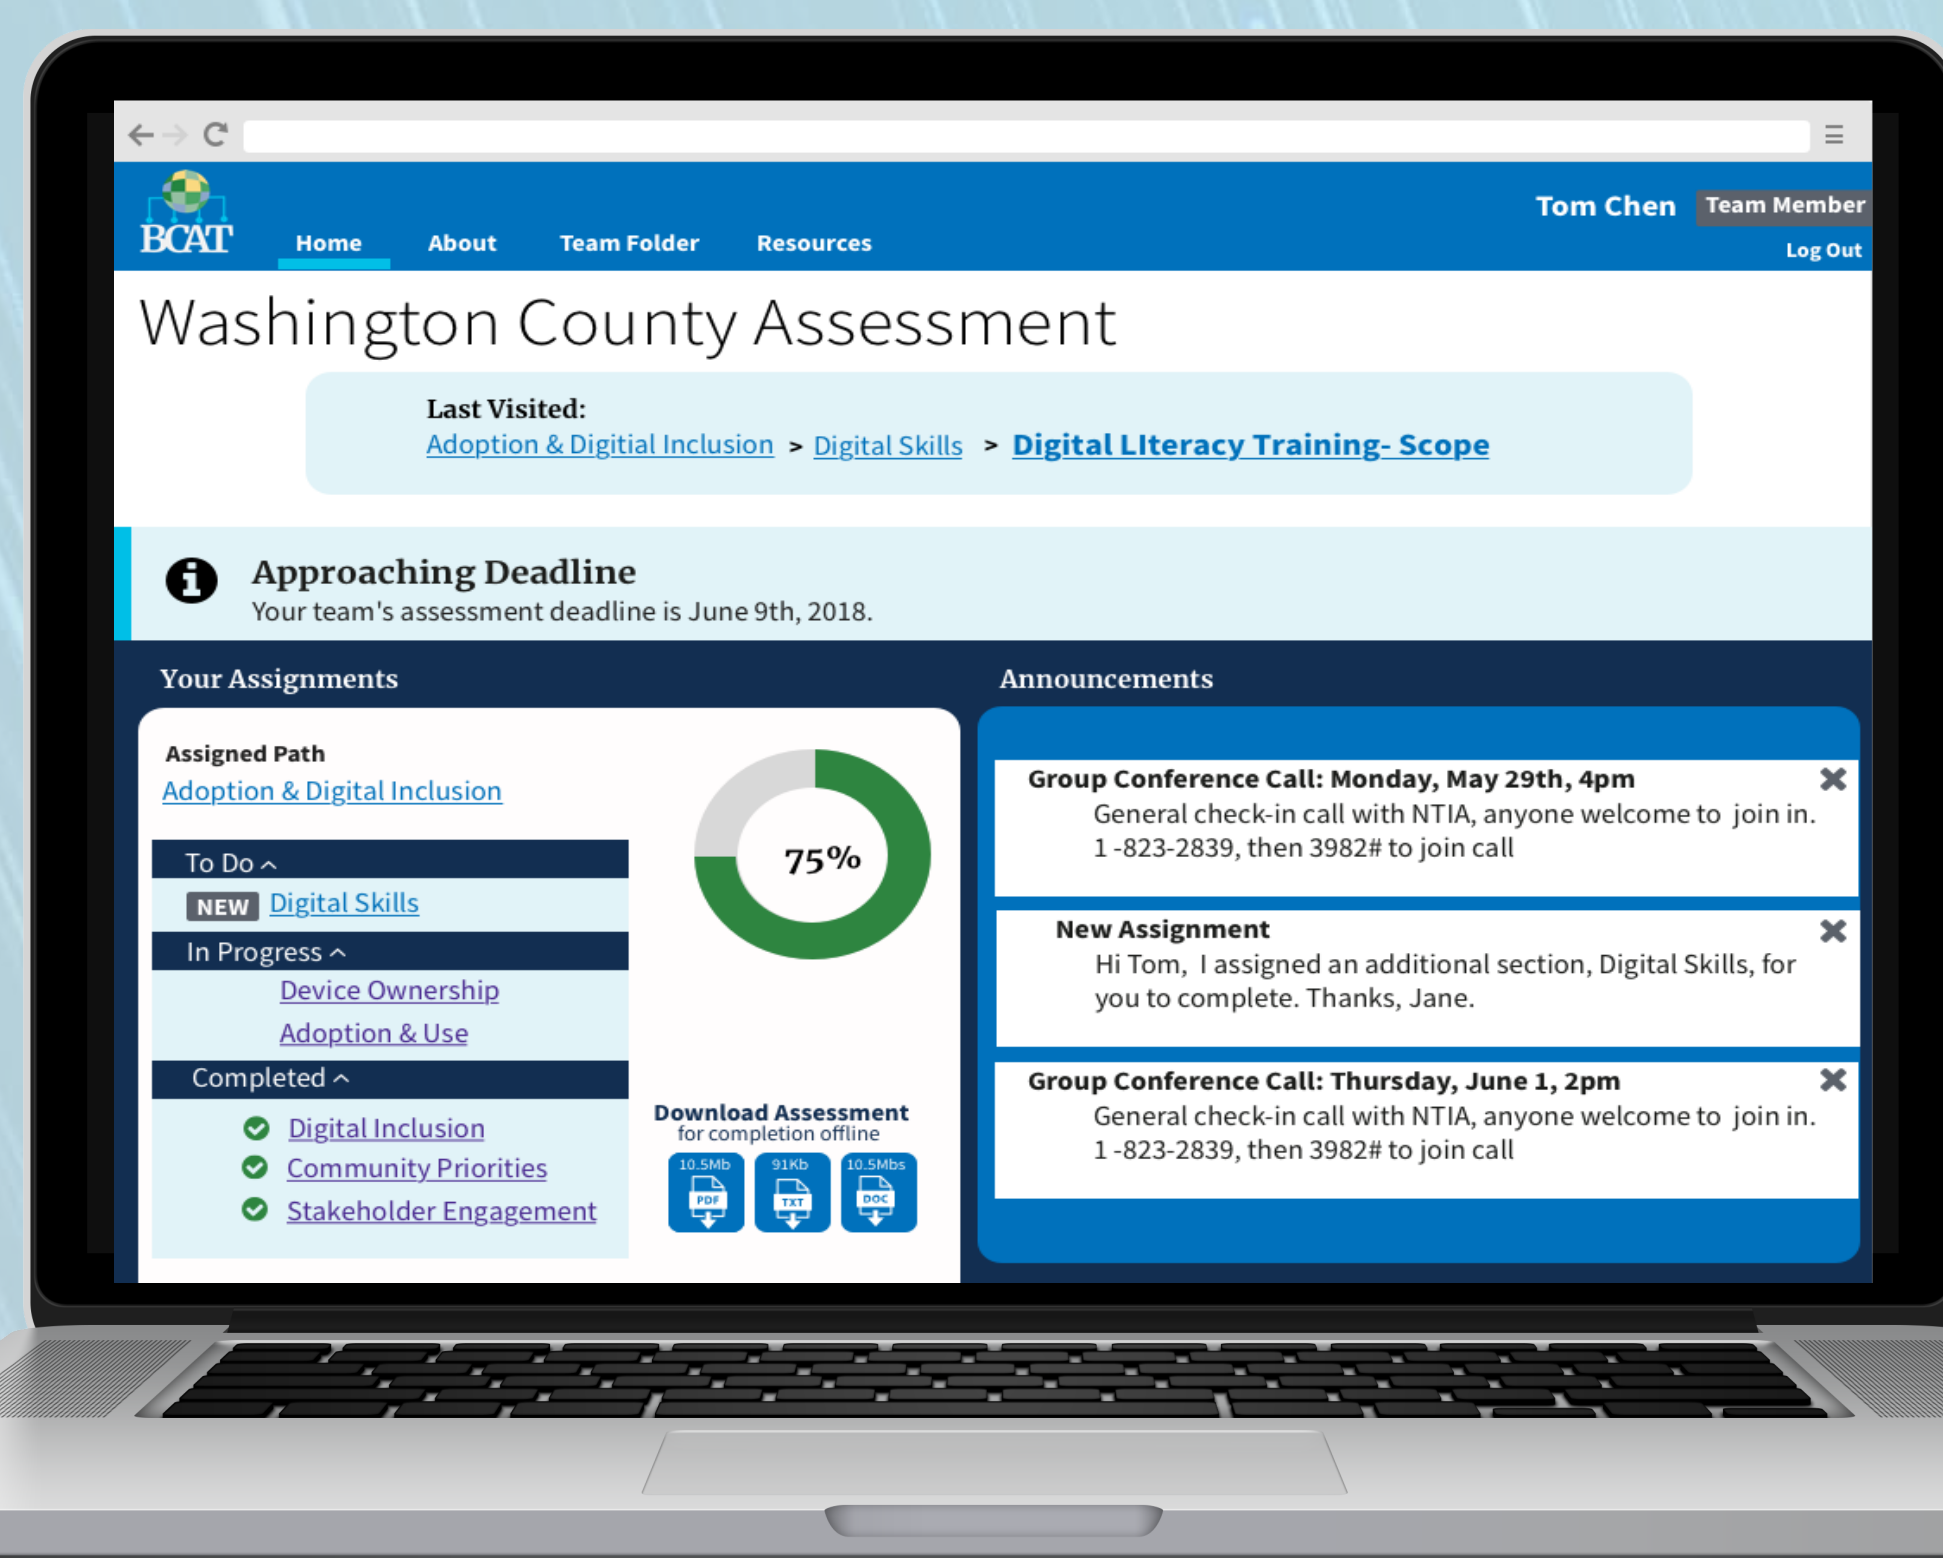 BCAT
Home About Team Folder Resources
Tom Chen Team Member
Log Out
Washington County Assessment
Last Visited:
Adoption & Digitial Inclusion > Digital Skills > Digital LIteracy Training- Scope
Approaching Deadline
Your team's assessment deadline is June 9th, 2018.
Your Assignments
Assigned Path
Adoption & Digital Inclusion
To Do
NEW Digital Skills
In Progress
Device Ownership
Adoption & Use
Completed
Digital Inclusion
Community Priorities
Stakeholder Engagement
75%
Download Assessment
for completion offline
10.5Mb 91Kb 10.5Mbs
PDF TXT DOC
Announcements
Group Conference Call: Monday, May 29th, 4pm
General check-in call with NTIA, anyone welcome to join in.
1 -823-2839, then 3982# to join call
New Assignment
Hi Tom, I assigned an additional section, Digital Skills, for
you to complete. Thanks, Jane.
Group Conference Call: Thursday, June 1, 2pm
General check-in call with NTIA, anyone welcome to join in.
1 -823-2839, then 3982# to join call